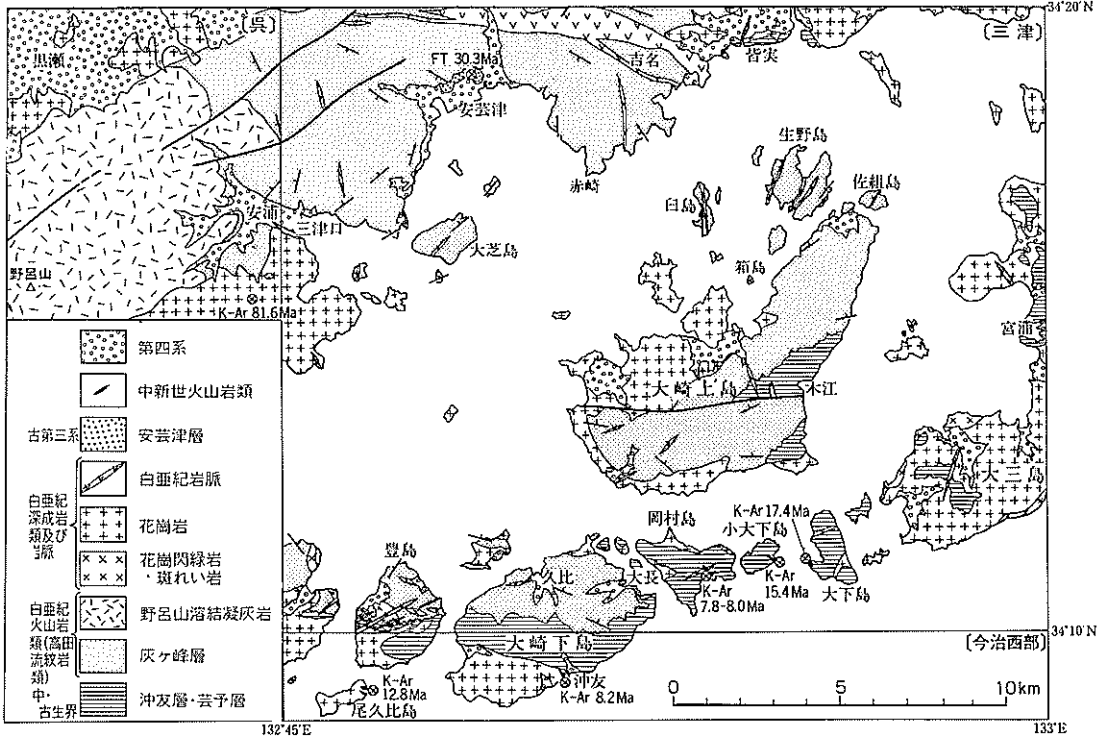 34°20′N
〔呉〕
〔三津〕
黒瀬
FT 30.3Ma
吉名
皆実
安芸津
生野島
赤崎
佐組島
臼島
安浦
三津口
大芝島
箱島
野呂山
K-Ar 81.6Ma
宮浦
大崎上島
木江
大三島
岡村島
小大下島
K-Ar 17.4Ma
豊島
久比
大長
K-Ar
7.8-8.0Ma
K-Ar
15.4Ma
大下島
34°10′N
大崎下島
〔今治西部〕
沖友
K-Ar 8.2Ma
K-Ar
12.8Ma
尾久比島
0 5 10km
132°45′E
133°E
第四系
中新世火山岩類
古第三系
安芸津層
白亜紀岩脈
白亜紀
深成岩
類及び
岩脈
花崗岩
花崗閃緑岩
・斑れい岩
白亜紀
火山岩
類(高田
流紋岩
類)
野呂山溶結凝灰岩
灰ヶ峰層
中・
古生界
沖友層・芸予層